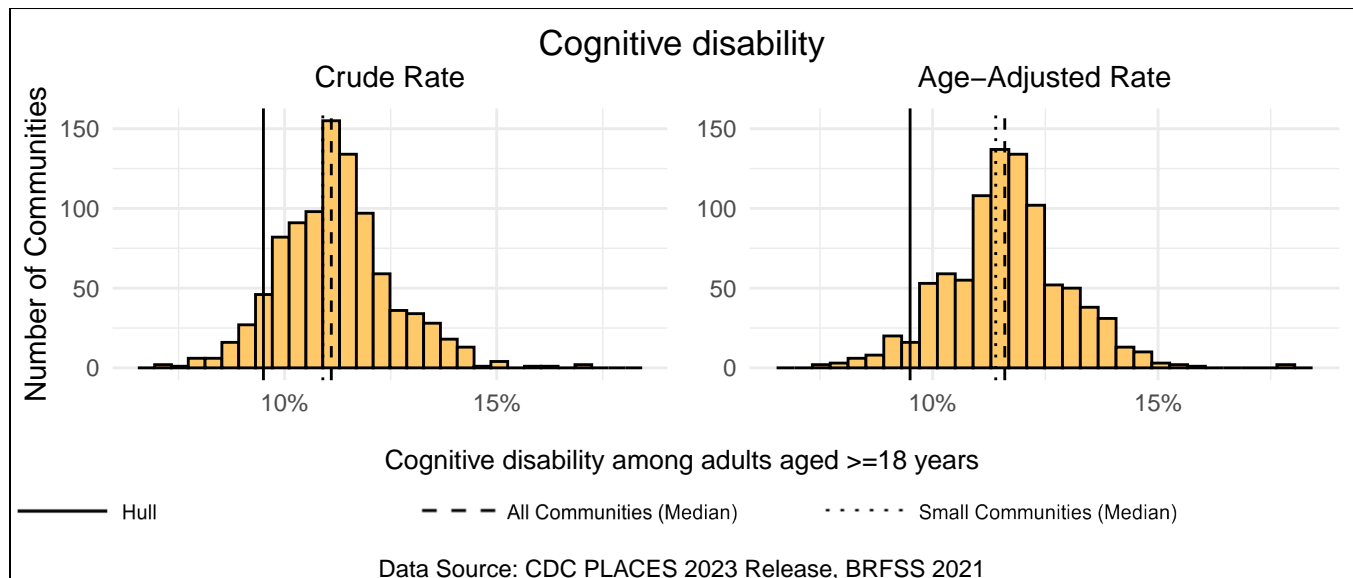 Cognitive disability
Crude Rate
Age−Adjusted Rate
Number of Communities
150
100
50
0
10%
15%
150
100
50
0
10%
15%
Cognitive disability among adults aged >=18 years
Hull
All Communities (Median)
Small Communities (Median)
Data Source: CDC PLACES 2023 Release, BRFSS 2021